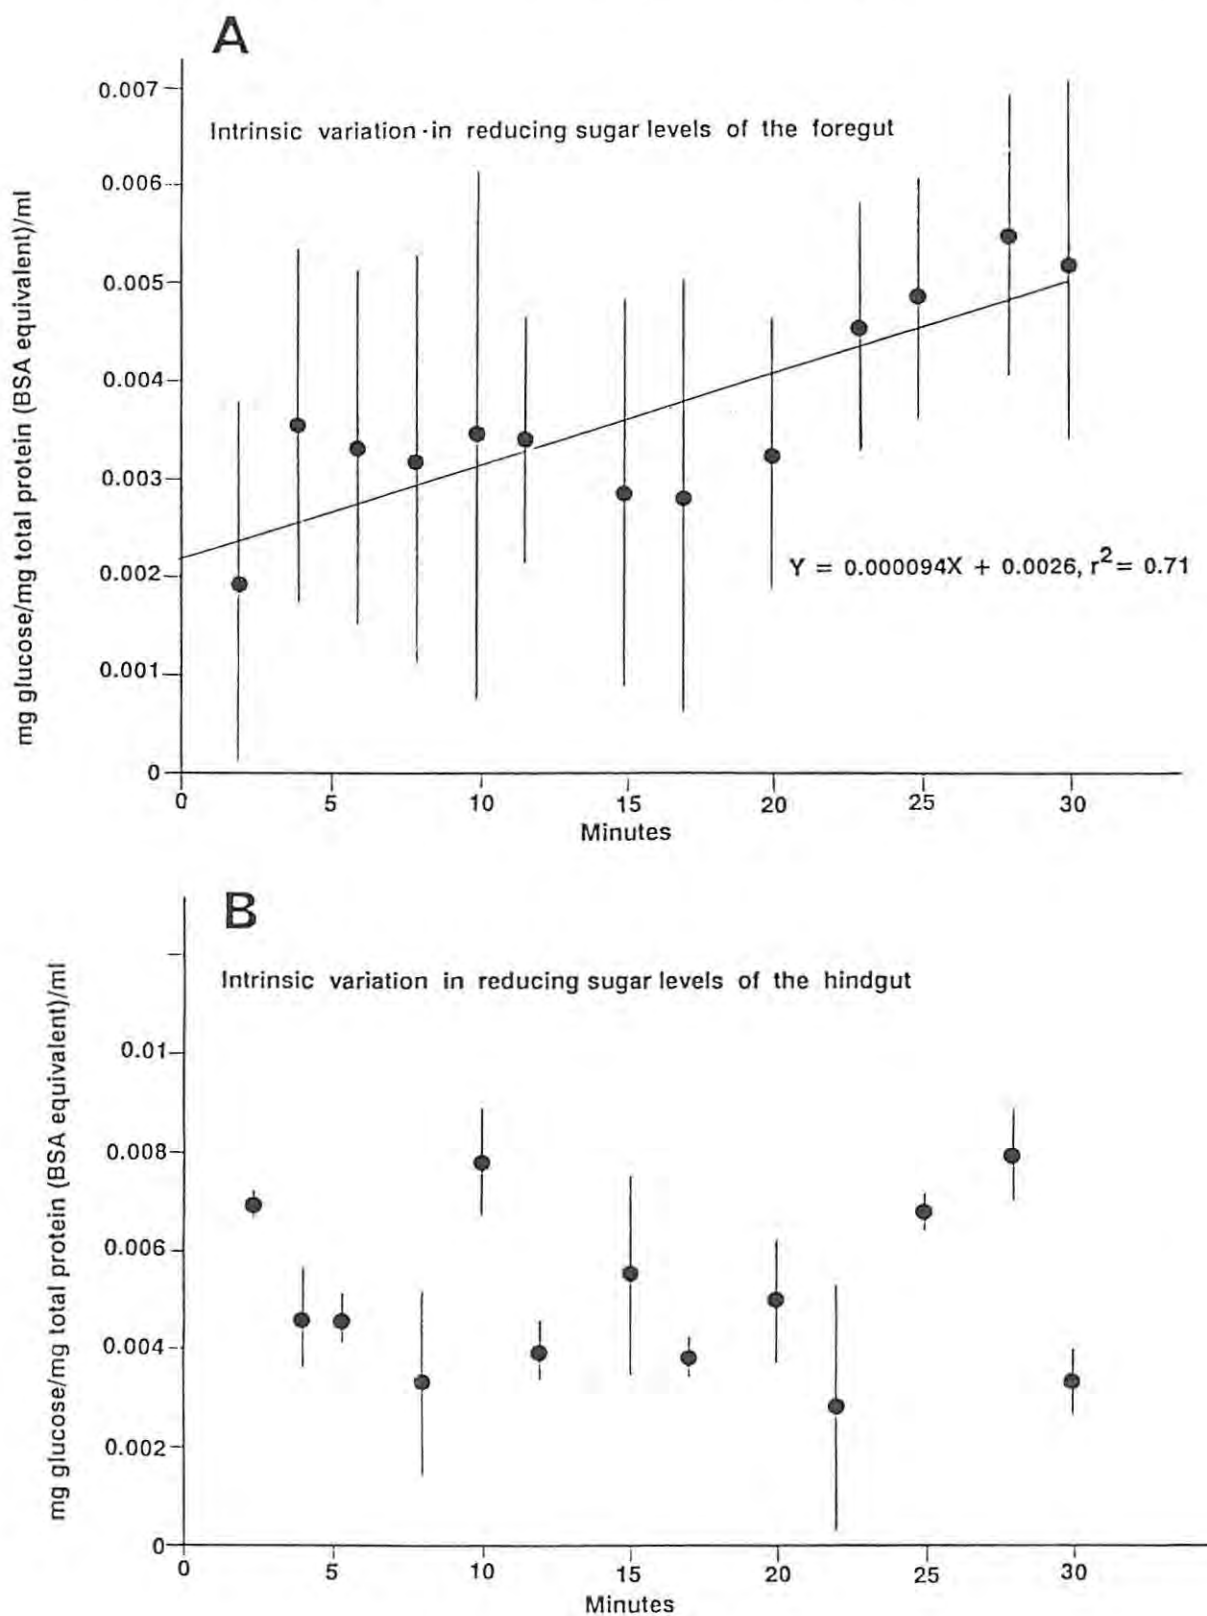 A
Intrinsic variation in reducing sugar levels of the foregut
mg glucose/mg total protein (BSA equivalent)/ml
0.007
0.006
0.005
0.004
0.003
0.002
0.001
0
Y = 0.000094X + 0.0026, r² = 0.71
0 5 10 15 20 25 30
Minutes
B
Intrinsic variation in reducing sugar levels of the hindgut
mg glucose/mg total protein (BSA equivalent)/ml
0.01
0.008
0.006
0.004
0.002
0
0 5 10 15 20 25 30
Minutes